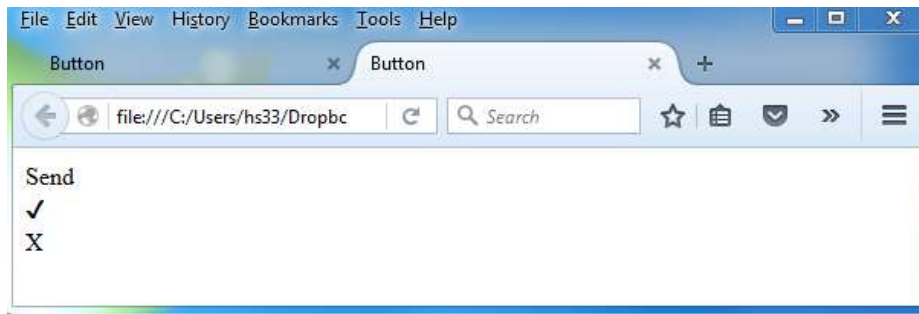 File Edit View History Bookmarks Tools Help
Button Button
file:///C:/Users/hs33/Dropbc Search
Send
✓
X